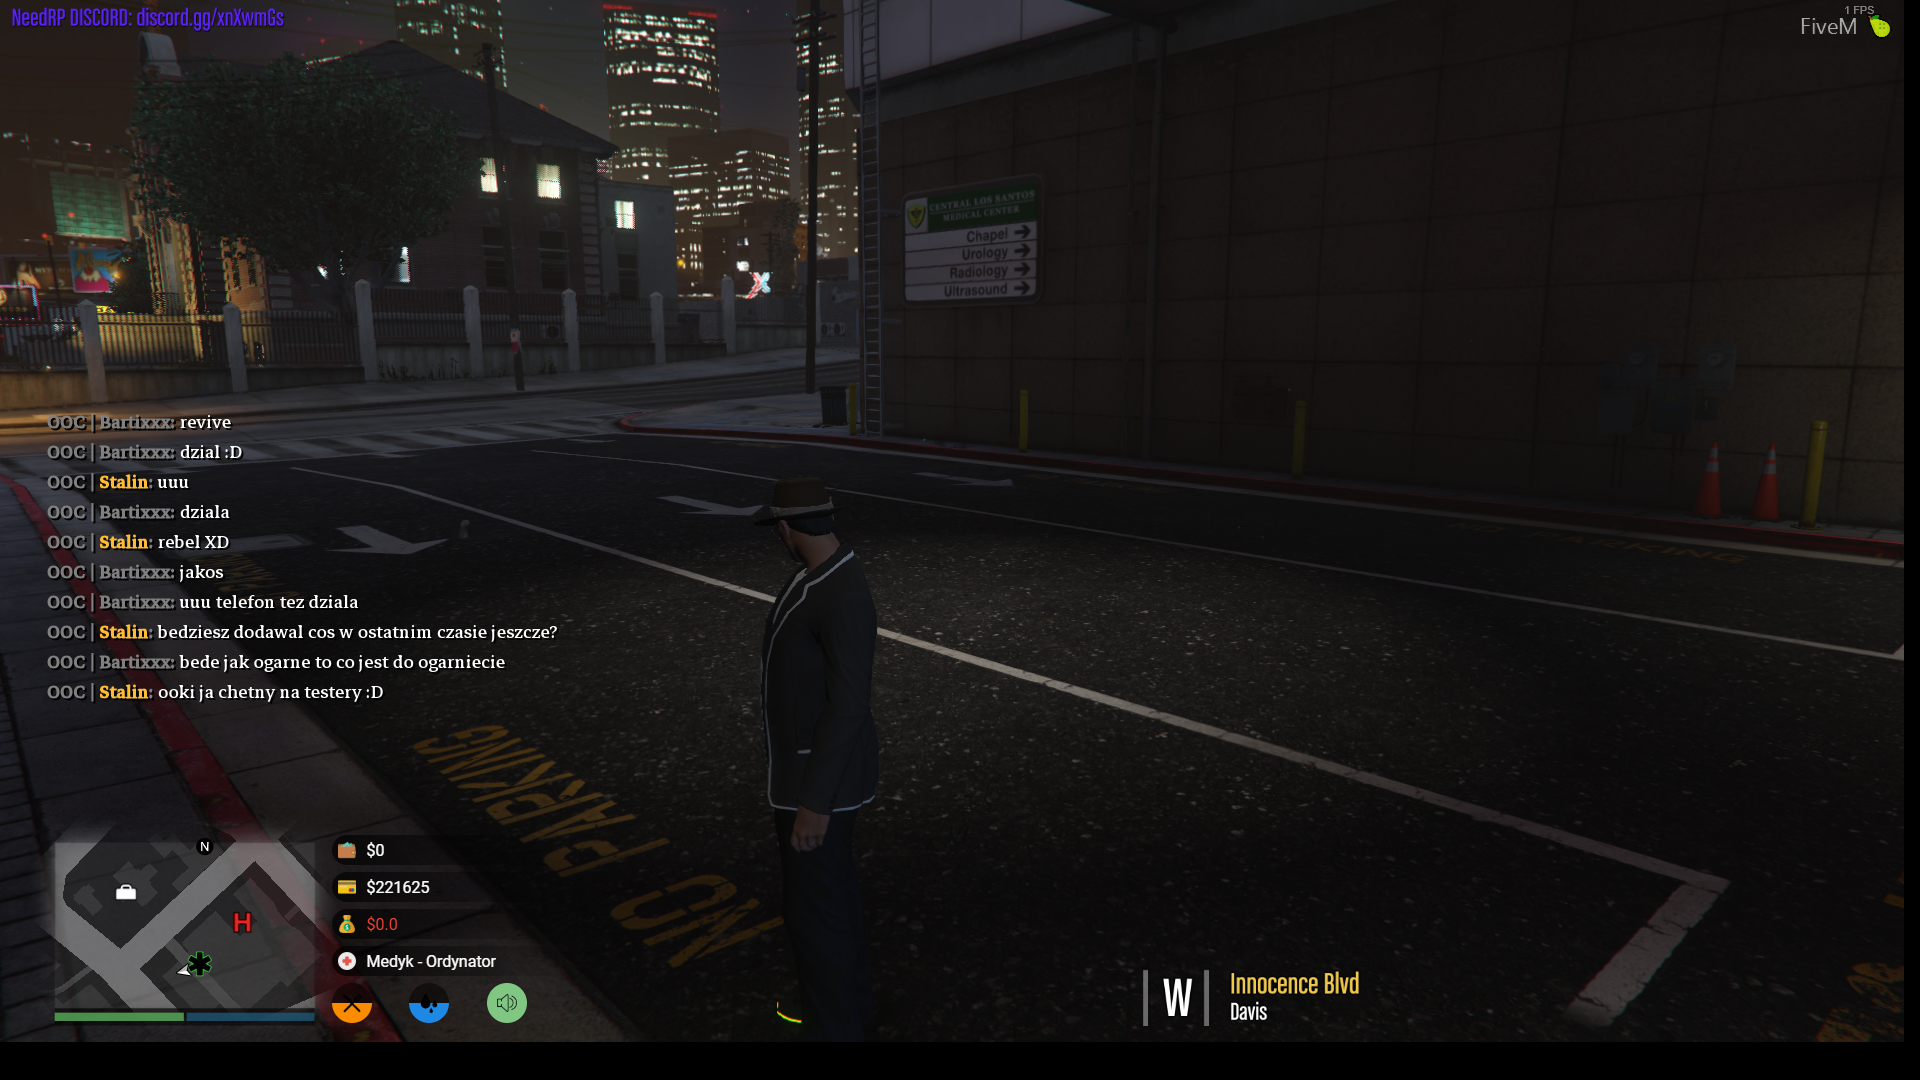 NeedRP DISCORD: discord.gg/xnXwmGs
1 FPS
FiveM
CENTRAL LOS SANTOS
MEDICAL CENTER
Chapel
Urology
Radiology
Ultrasound
OOC | Bartixxx: revive
OOC | Bartixxx: dzial :D
OOC | Stalin: uuu
OOC | Bartixxx: dziala
OOC | Stalin: rebel XD
OOC | Bartixxx: jakos
OOC | Bartixxx: uuu telefon tez dziala
OOC | Stalin: bedziesz dodawal cos w ostatnim czasie jeszcze?
OOC | Bartixxx: bede jak ogarne to co jest do ogarniecie
OOC | Stalin: ooki ja chetny na testery :D
PARKING
NO PARKING
N
H
$0
$221625
$0.0
Medyk - Ordynator
W
Innocence Blvd
Davis